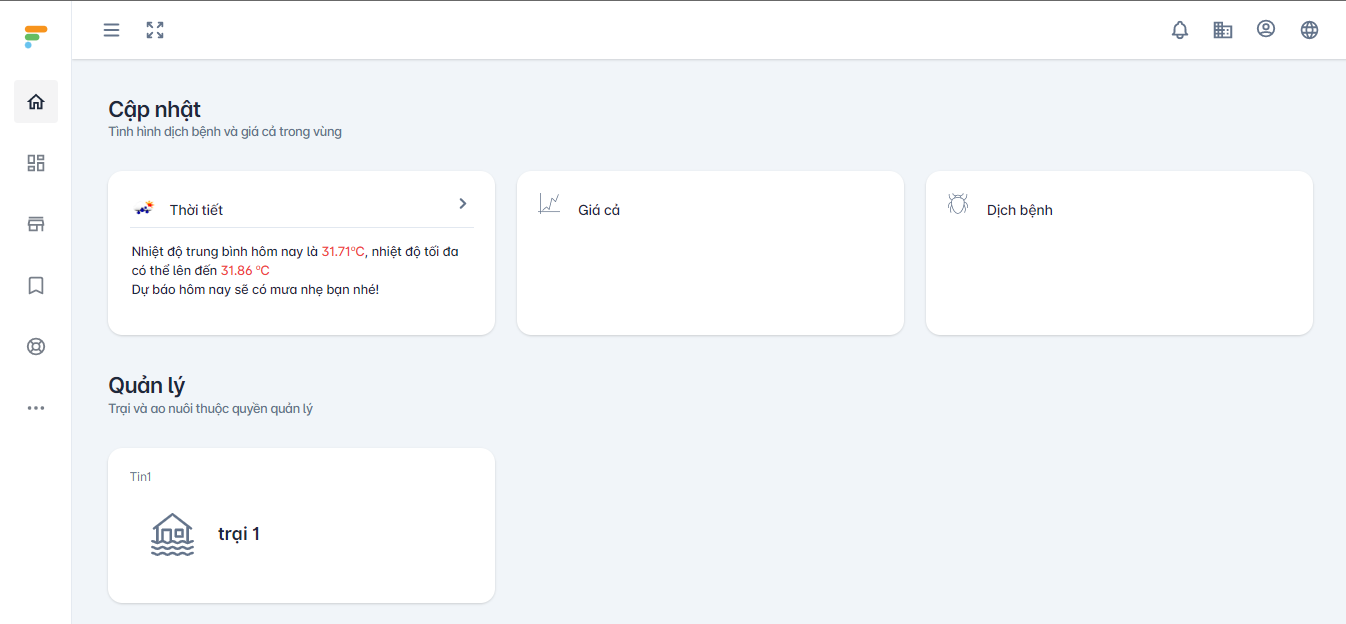 Cập nhật
Tình hình dịch bệnh và giá cả trong vùng
Thời tiết
Nhiệt độ trung bình hôm nay là 31.71°C, nhiệt độ tối đa
có thể lên đến 31.86 °C
Dự báo hôm nay sẽ có mưa nhẹ bạn nhé!
Giá cả
Dịch bệnh
Quản lý
Trại và ao nuôi thuộc quyền quản lý
Tin1
trại 1